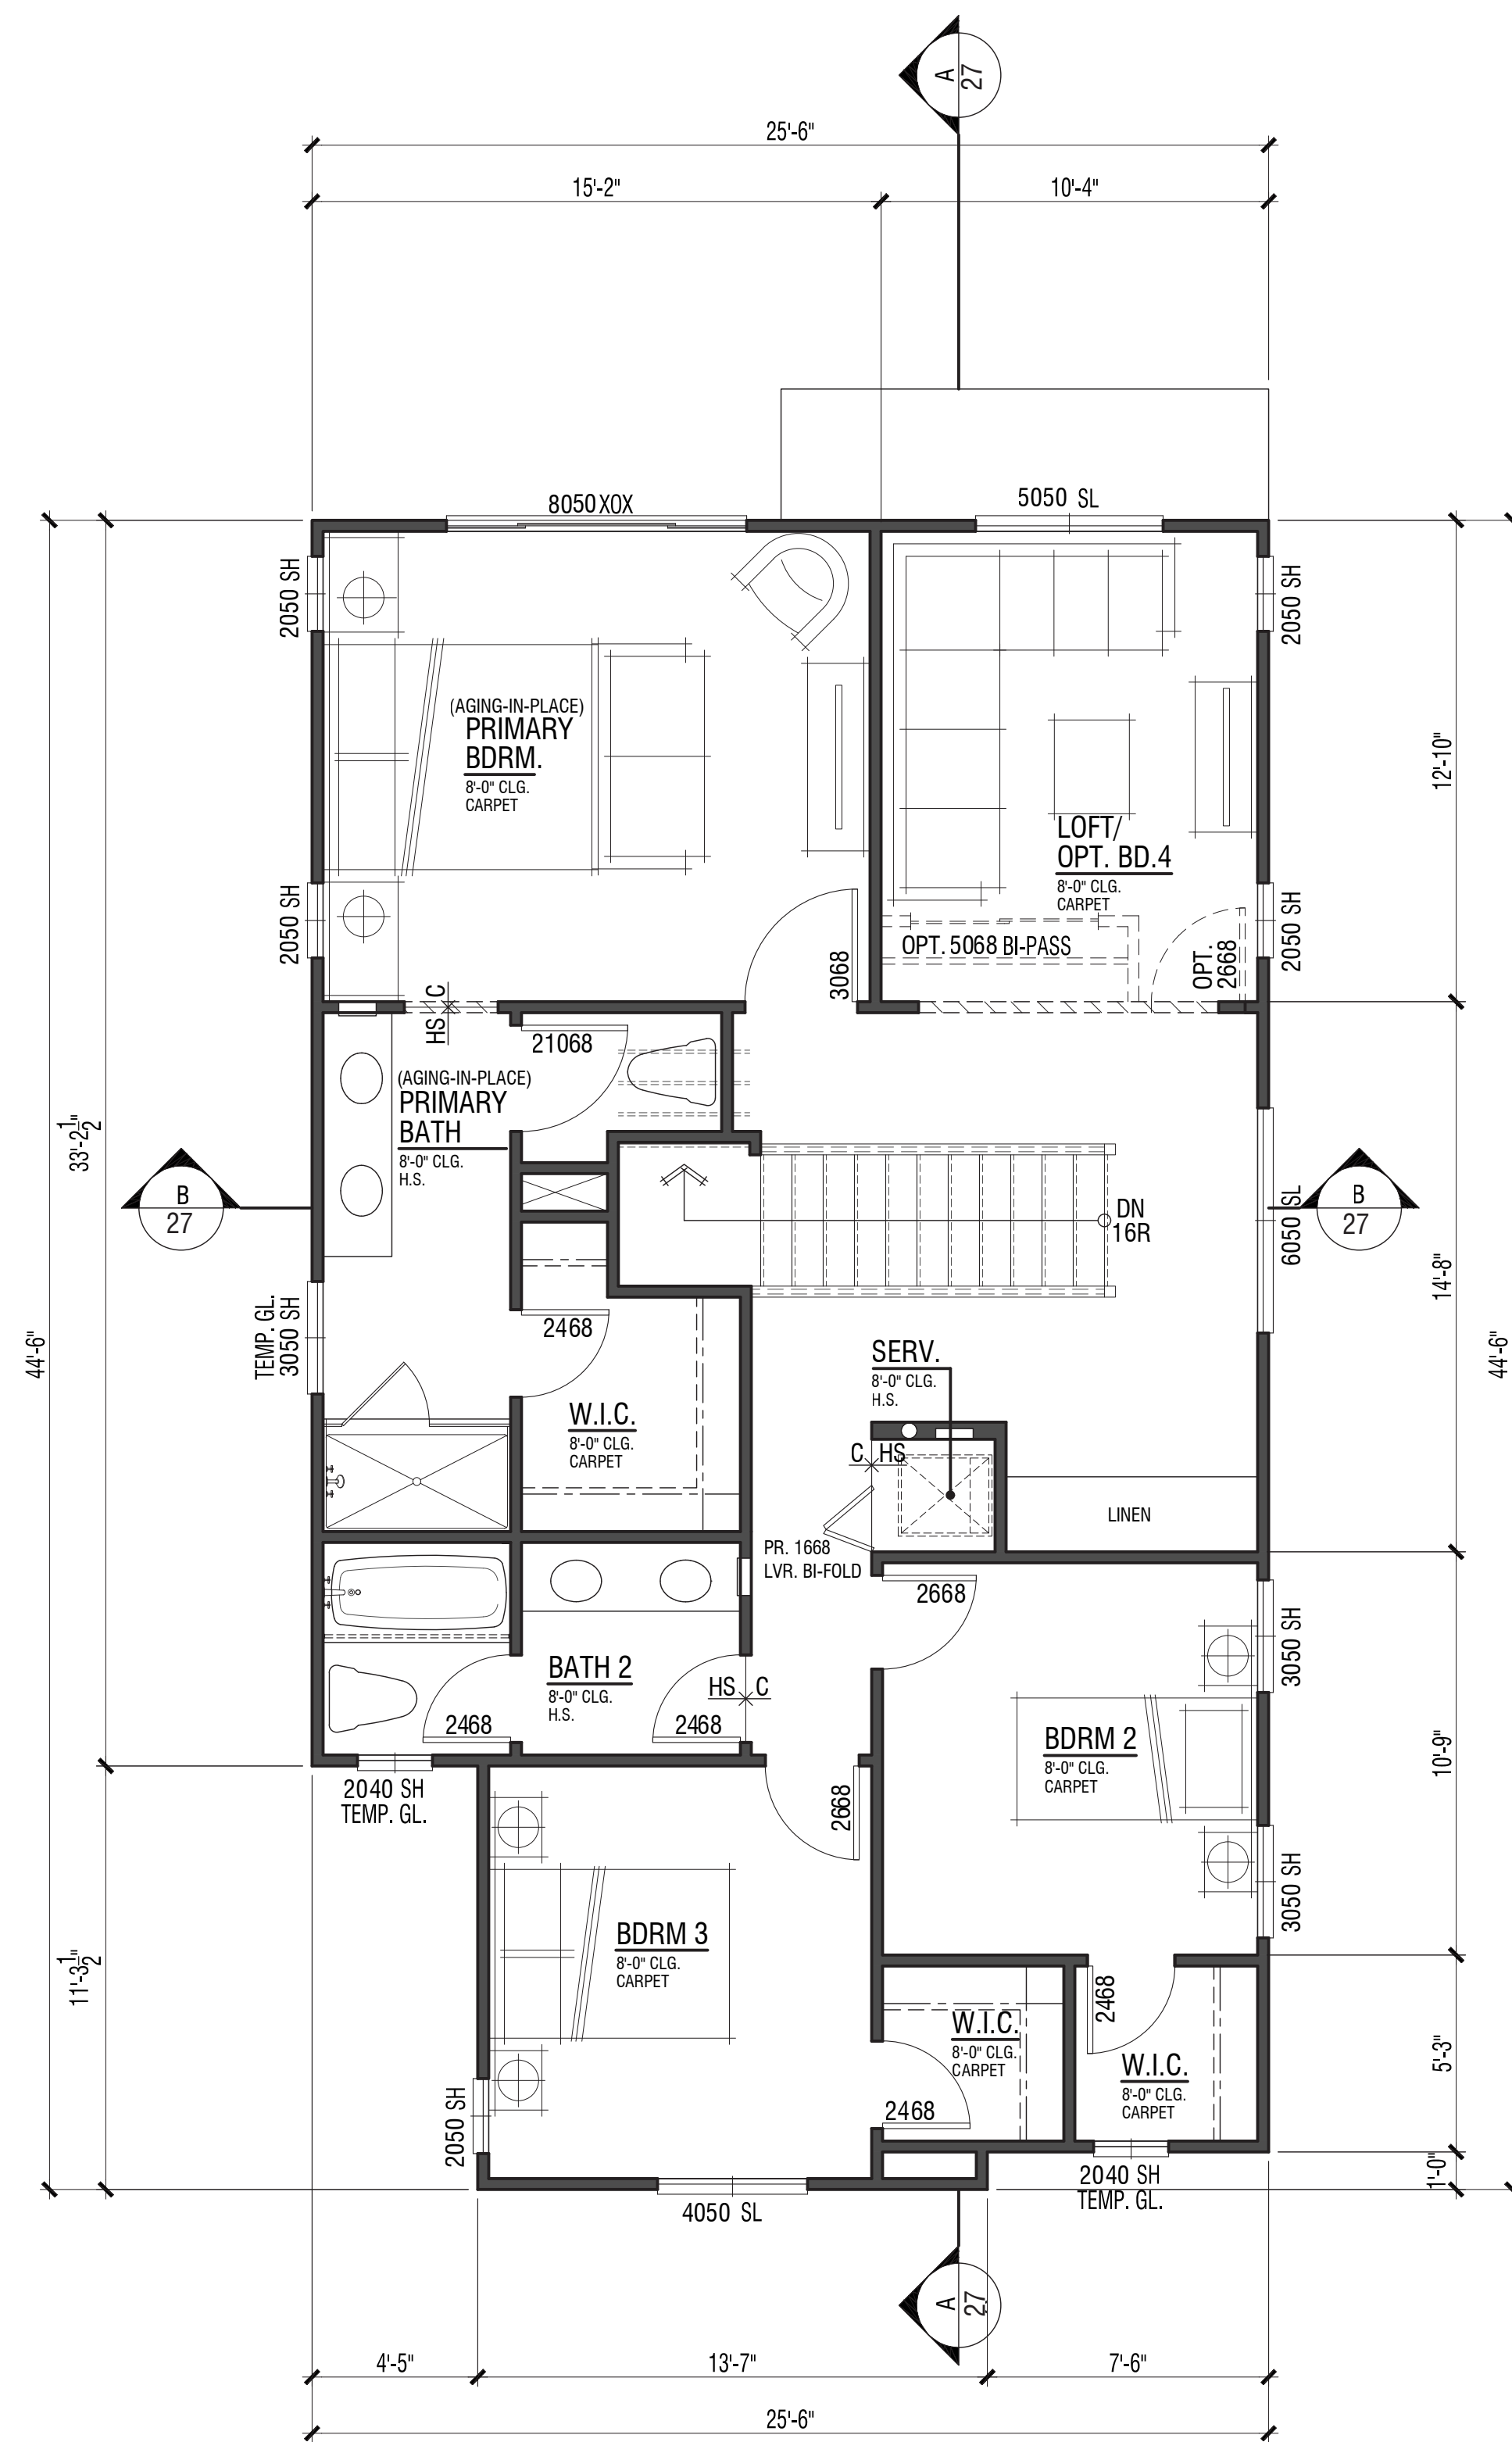 A
27
25'-6"
15'-2"
10'-4"
8050 XOX
5050 SL
2050 SH
2050 SH
(AGING-IN-PLACE)
PRIMARY
BDRM.
8'-0" CLG.
CARPET
12'-10"
LOFT/
OPT. BD.4
8'-0" CLG.
CARPET
2050 SH
2050 SH
OPT. 5068 BI-PASS
OPT.
2668
3068
HS C
21068
(AGING-IN-PLACE)
PRIMARY
BATH
8'-0" CLG.
H.S.
33'-2 1/2"
B
27
DN
16R
6050 SL
B
27
14'-8"
TEMP. GL.
3050 SH
2468
44'-6"
44'-6"
SERV.
8'-0" CLG.
H.S.
W.I.C.
8'-0" CLG.
CARPET
C HS
LINEN
PR. 1668
LVR. BI-FOLD
2668
3050 SH
BATH 2
8'-0" CLG.
H.S.
HS C
2468
2468
BDRM 2
8'-0" CLG.
CARPET
10'-9"
2040 SH
TEMP. GL.
2668
3050 SH
BDRM 3
8'-0" CLG.
CARPET
11'-3 1/2"
2468
W.I.C.
8'-0" CLG.
CARPET
5'-3"
W.I.C.
8'-0" CLG.
CARPET
2468
2050 SH
2040 SH
TEMP. GL.
1'-0"
4050 SL
A
27
4'-5"
13'-7"
7'-6"
25'-6"